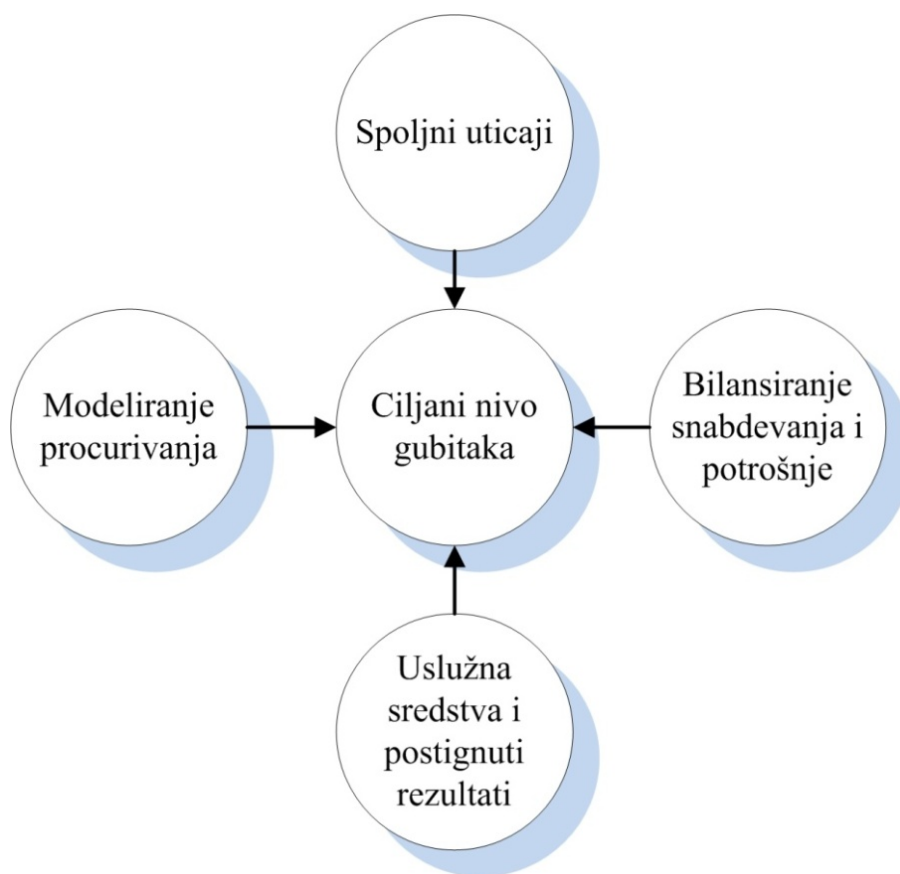 Spoljni uticaji
Modeliranje
procurivanja
Ciljani nivo
gubitaka
Bilansiranje
snabdevanja i
potrošnje
Uslužna
sredstva i
postignuti
rezultati